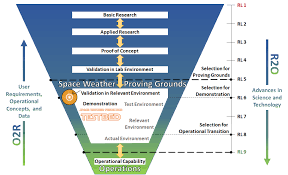 Basic Research
RL1
Applied Research
RL2
Proof of Concept
RL3
Validation in Lab Environment
RL4
Selection for
Proving Grounds
Space Weather Proving Grounds
RL5
Validation in Relevant Environment
Selection for
Demonstration
Demonstration
Test Environment
RL6
TESTBED
Relevant
Environment
RL7
Selection for
Operational Transition
Actual Environment
RL8
RL9
Operational Capability
Operations
User
Requirements,
Operational
Concepts, and
Data
O2R
R2O
Advances in
Science and
Technology